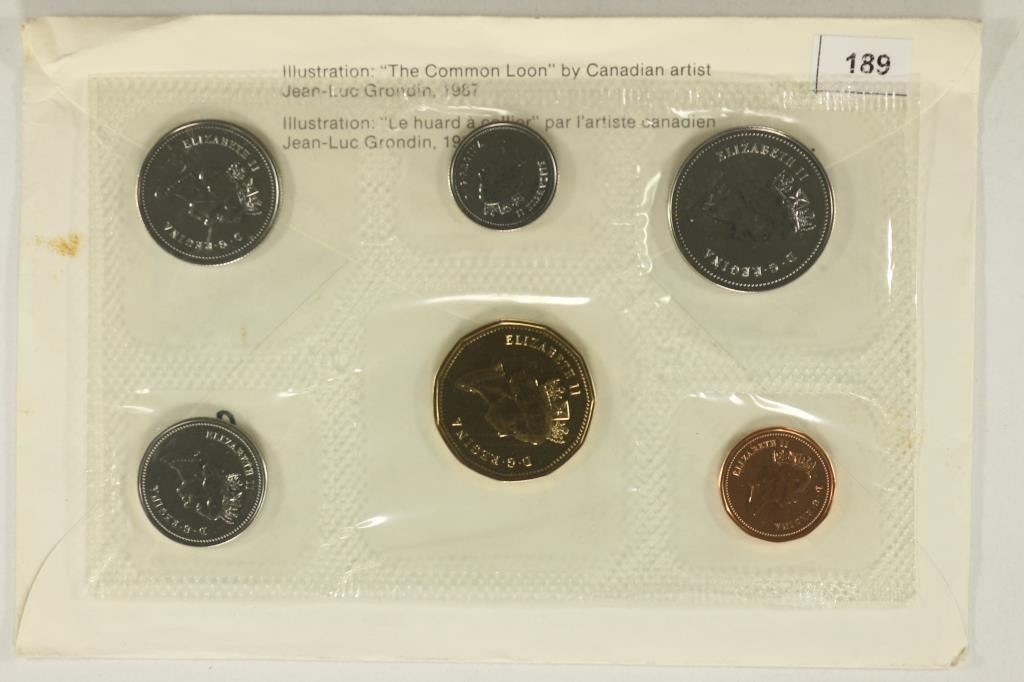 189
Illustration: "The Common Loon" by Canadian artist
Jean-Luc Grondin, 1987
Illustration: "Le huard à collier" par l'artiste canadien
Jean-Luc Grondin, 19
ELIZABETH II D·G·REGINA
ELIZABETH II D·G·REGINA
ELIZABETH II D·G·REGINA
ELIZABETH II D·G·REGINA
ELIZABETH II D·G·REGINA
ELIZABETH II D·G·REGINA